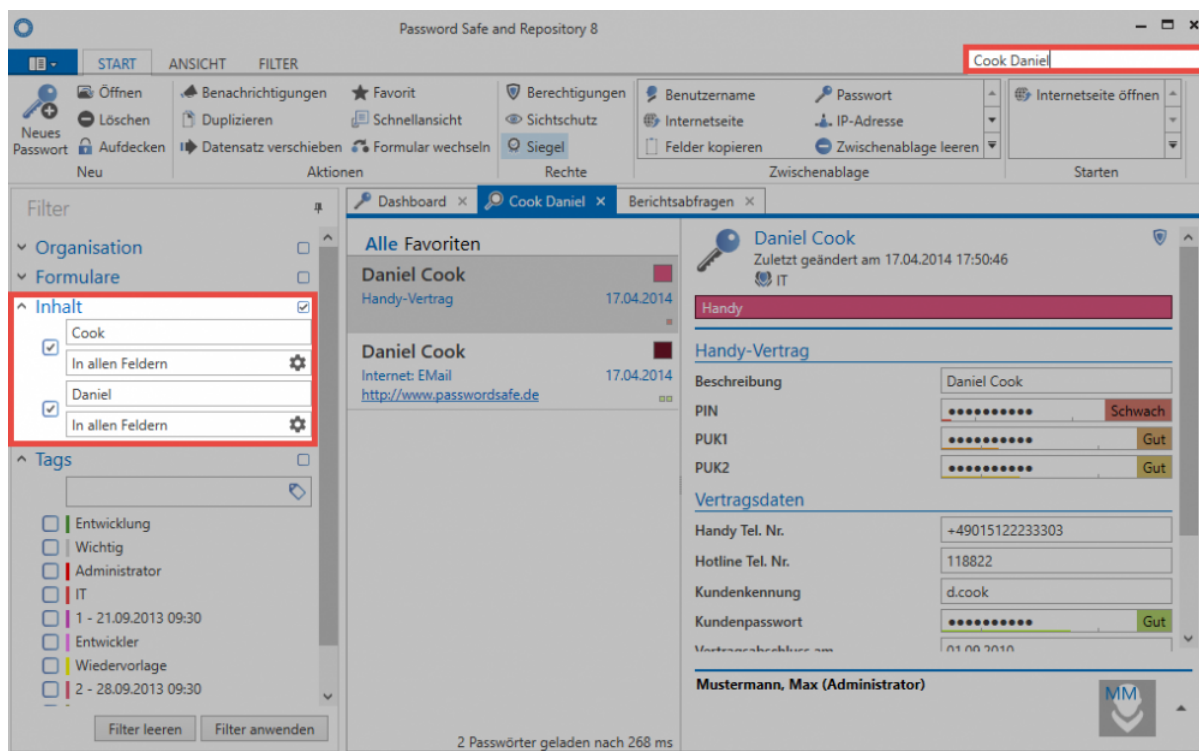 Password Safe and Repository 8
START ANSICHT FILTER
Cook Daniel
Neues Passwort
Öffnen
Löschen
Aufdecken
Neu
Benachrichtigungen
Duplizieren
Datensatz verschieben
Favorit
Schnellansicht
Formular wechseln
Aktionen
Berechtigungen
Sichtschutz
Siegel
Rechte
Benutzername
Internetseite
Felder kopieren
Passwort
IP-Adresse
Zwischenablage leeren
Zwischenablage
Internetseite öffnen
Starten
Filter
Organisation
Formulare
Inhalt
Cook
In allen Feldern
Daniel
In allen Feldern
Tags
Entwicklung
Wichtig
Administrator
IT
1 - 21.09.2013 09:30
Entwickler
Wiedervorlage
2 - 28.09.2013 09:30
Filter leeren Filter anwenden
Dashboard Cook Daniel Berichtsabfragen
Alle Favoriten
Daniel Cook
Handy-Vertrag 17.04.2014
Daniel Cook
Internet: EMail 17.04.2014
http://www.passwordsafe.de
2 Passwörter geladen nach 268 ms
Daniel Cook
Zuletzt geändert am 17.04.2014 17:50:46
IT
Handy
Handy-Vertrag
Beschreibung Daniel Cook
PIN ●●●●●●●●●● Schwach
PUK1 ●●●●●●●●●● Gut
PUK2 ●●●●●●●●●● Gut
Vertragsdaten
Handy Tel. Nr. +49015122233303
Hotline Tel. Nr. 118822
Kundenkennung d.cook
Kundenpasswort ●●●●●●●●●● Gut
Vertragsabschluss am 01.09.2010
Mustermann, Max (Administrator)
MM